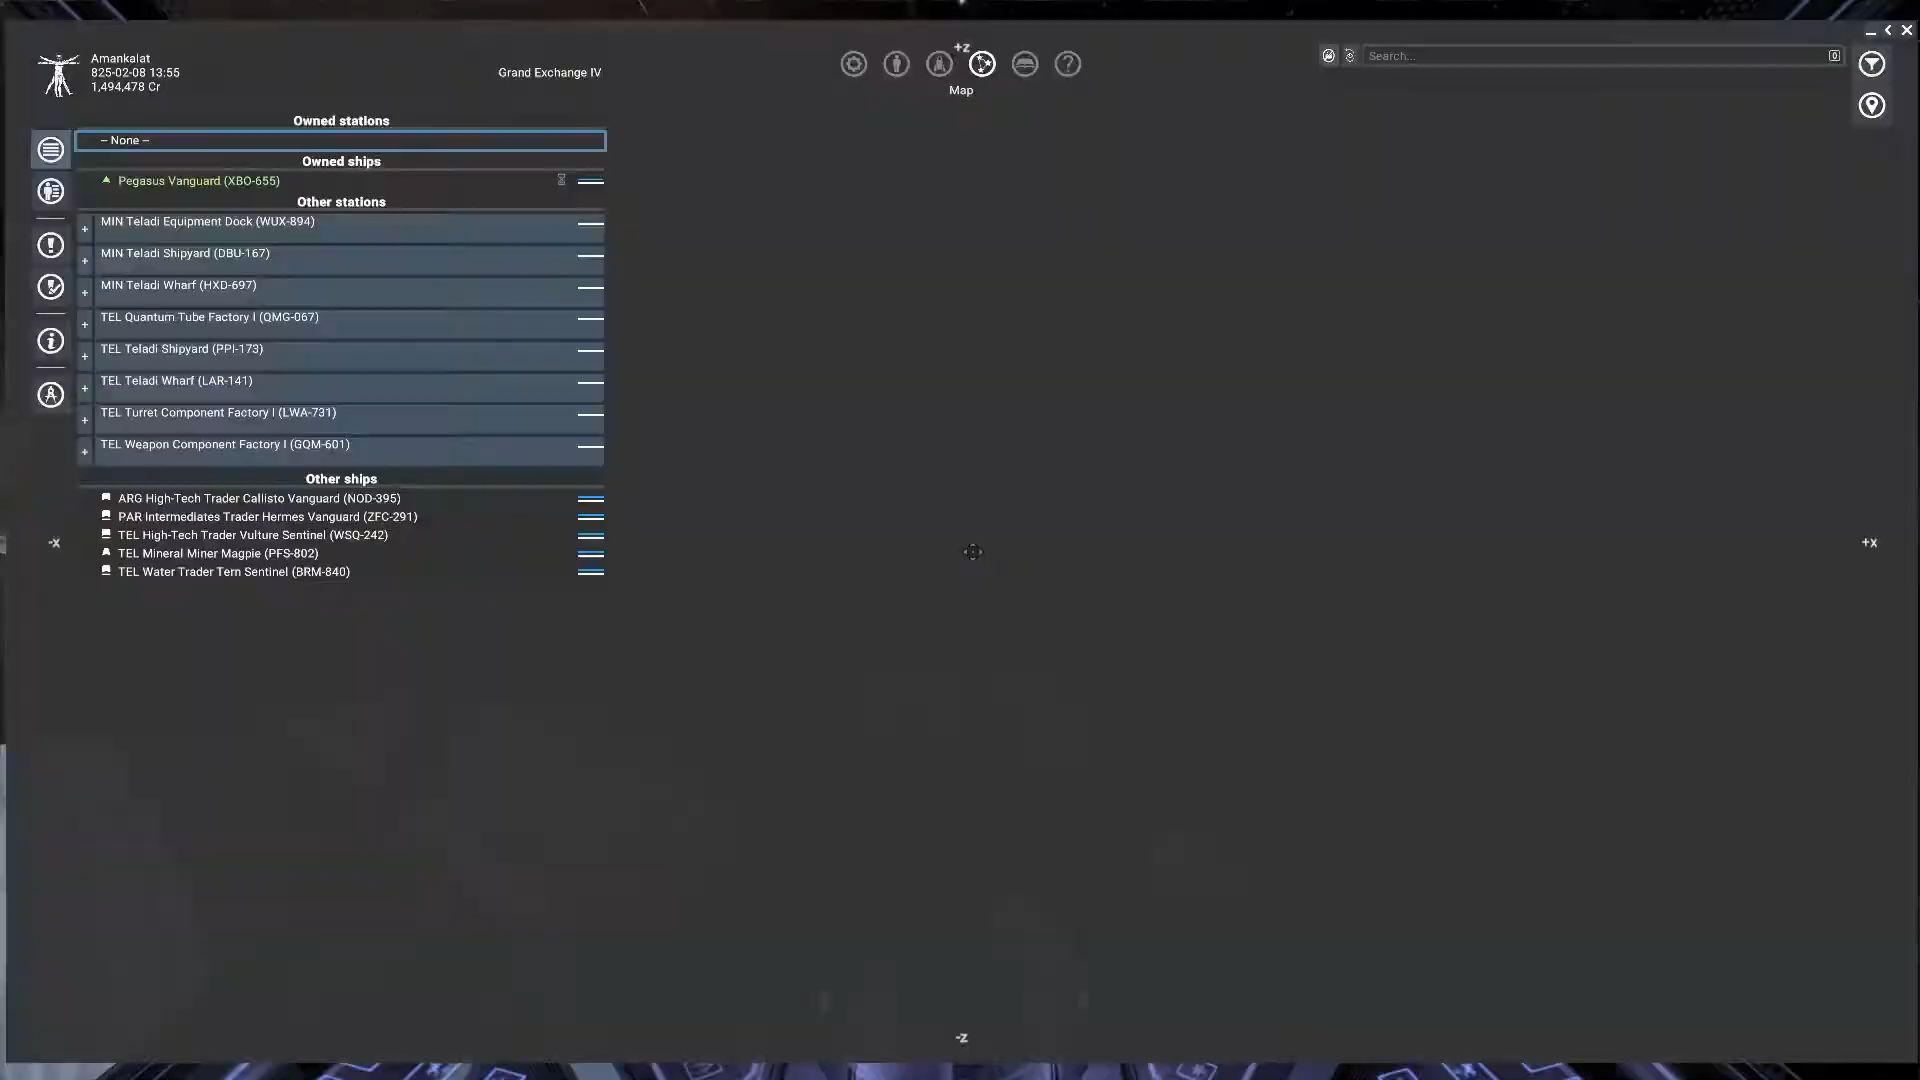 Amankalat
825-02-08 13:55
1,494,478 Cr
Grand Exchange IV
+Z
Map
Search...
0
Owned stations
-- None --
Owned ships
Pegasus Vanguard (XBO-655)
Other stations
+ MIN Teladi Equipment Dock (WUX-894)
+ MIN Teladi Shipyard (DBU-167)
+ MIN Teladi Wharf (HXD-697)
+ TEL Quantum Tube Factory I (QMG-067)
+ TEL Teladi Shipyard (PPI-173)
+ TEL Teladi Wharf (LAR-141)
+ TEL Turret Component Factory I (LWA-731)
+ TEL Weapon Component Factory I (GQM-601)
Other ships
ARG High-Tech Trader Callisto Vanguard (NOD-395)
PAR Intermediates Trader Hermes Vanguard (ZFC-291)
TEL High-Tech Trader Vulture Sentinel (WSQ-242)
TEL Mineral Miner Magpie (PFS-802)
TEL Water Trader Tern Sentinel (BRM-840)
-X
+X
-Z